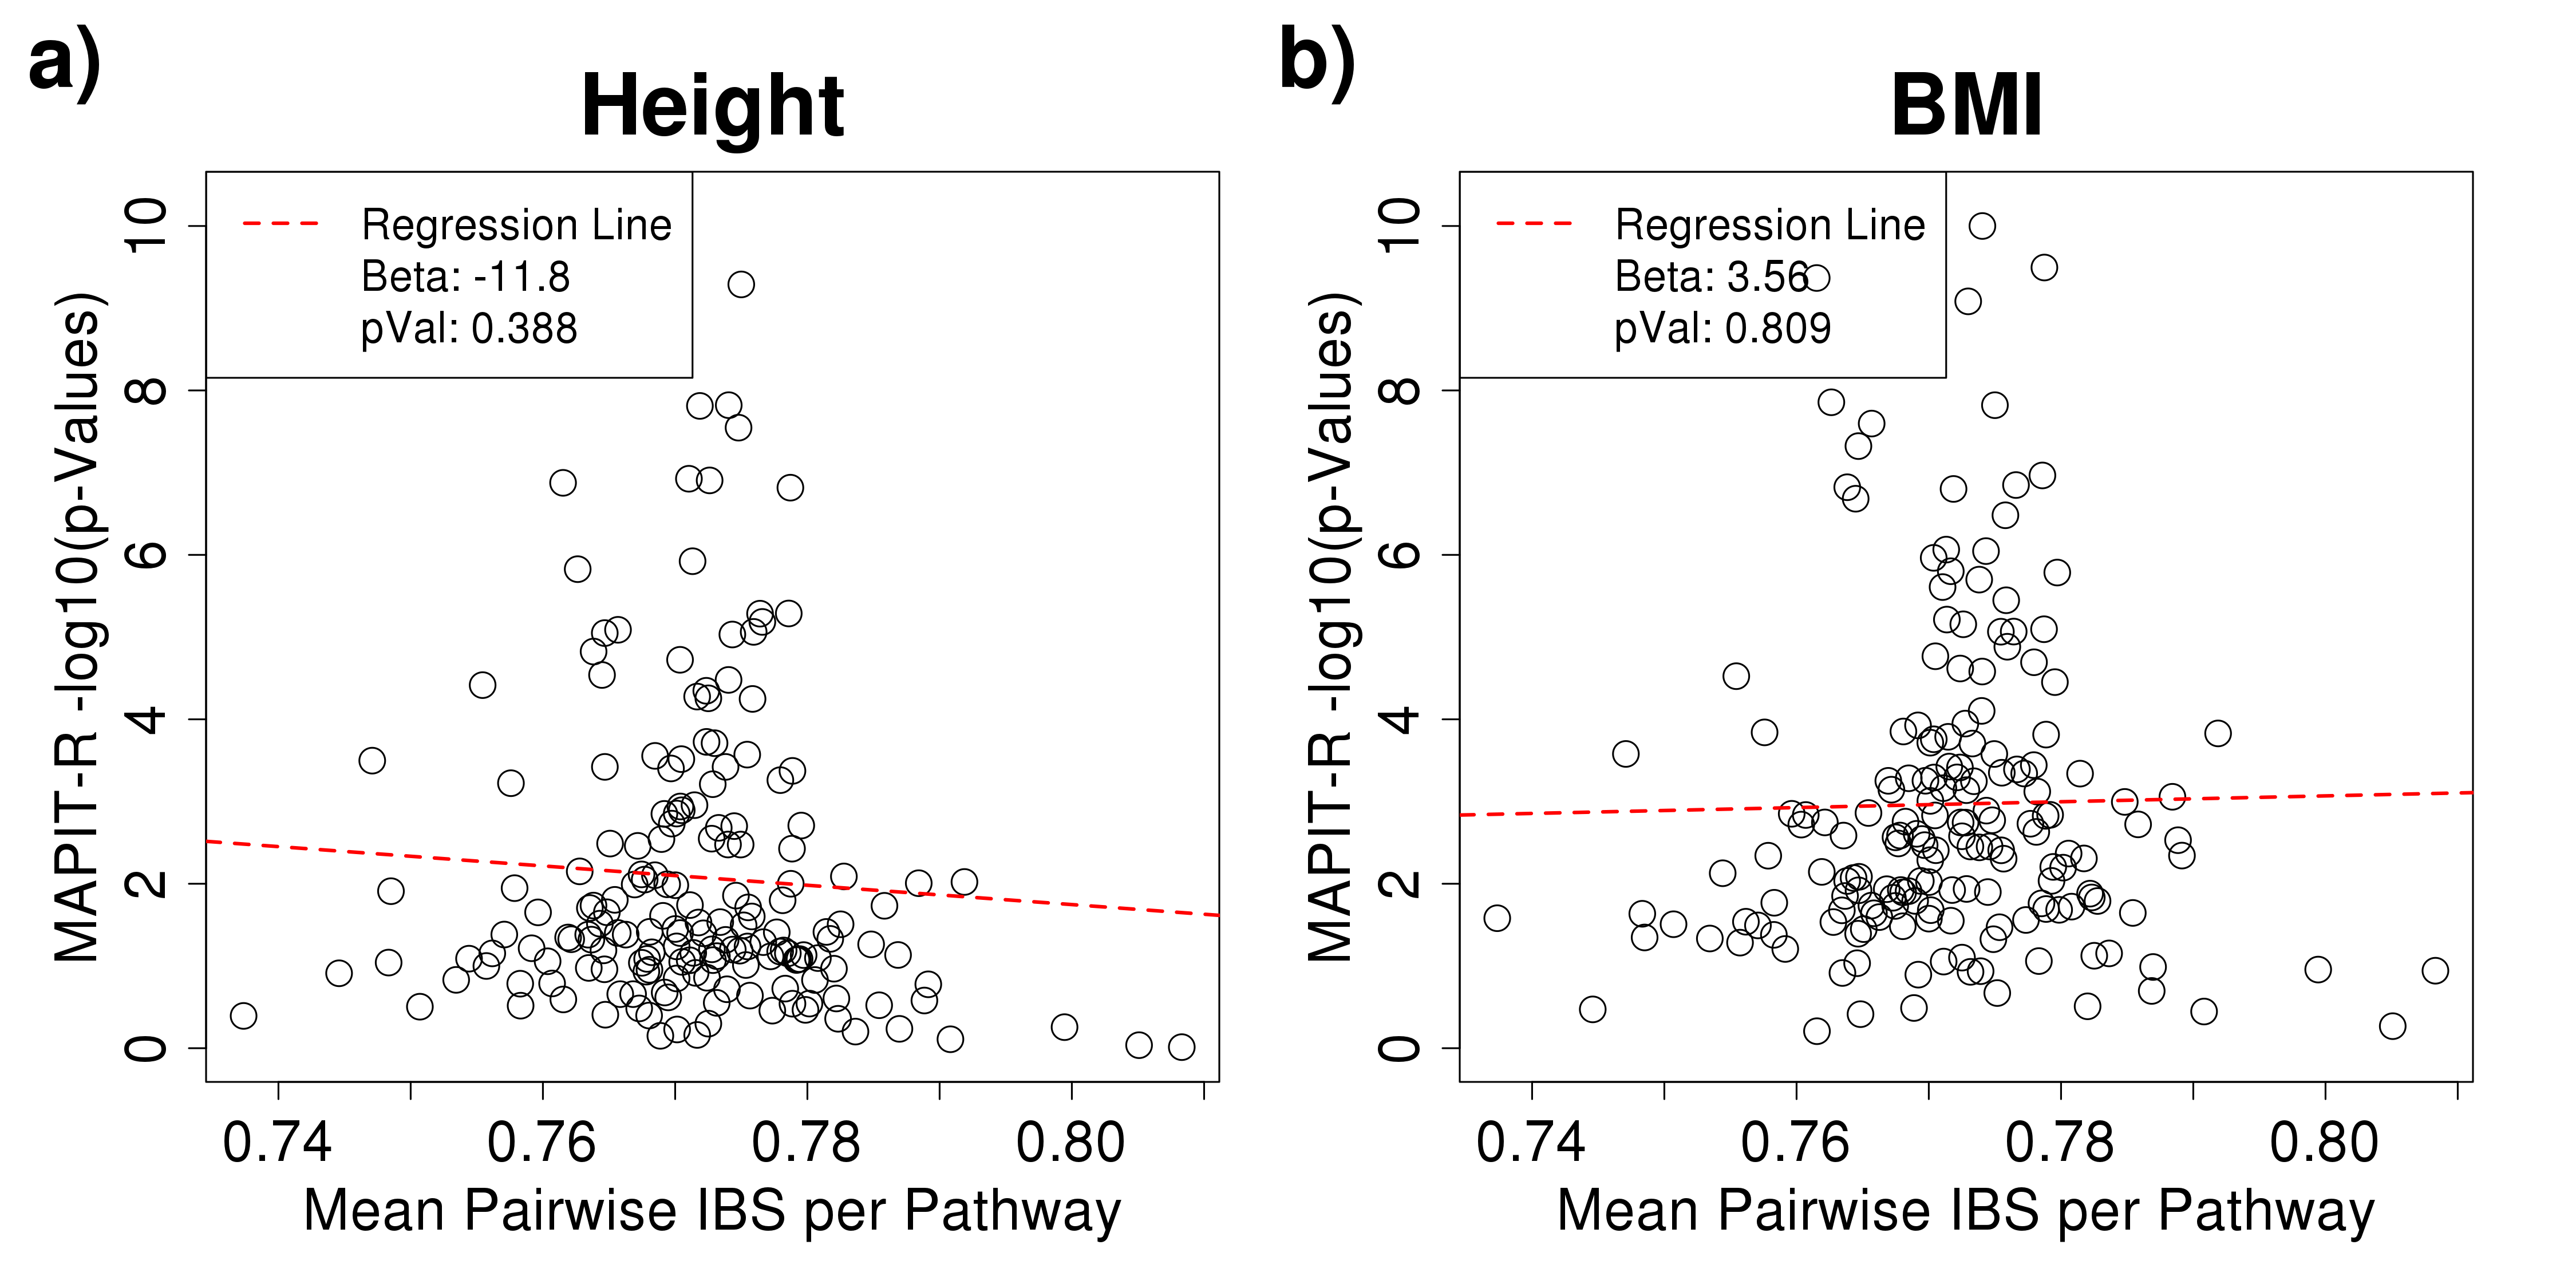 a)
Height
Regression Line
Beta: -11.8
pVal: 0.388
MAPIT-R -log10(p-Values)
10
8
6
4
2
0
0.74 0.76 0.78 0.80
Mean Pairwise IBS per Pathway
b)
BMI
Regression Line
Beta: 3.56
pVal: 0.809
MAPIT-R -log10(p-Values)
10
8
6
4
2
0
0.74 0.76 0.78 0.80
Mean Pairwise IBS per Pathway